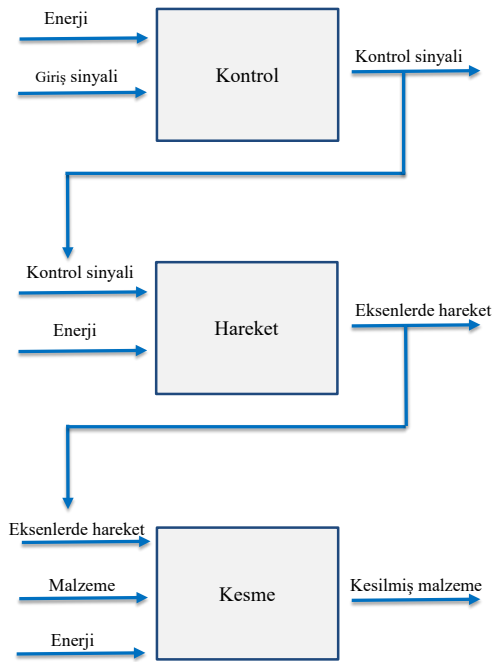 Enerji
Giriş sinyali
Kontrol
Kontrol sinyali
Kontrol sinyali
Enerji
Hareket
Eksenlerde hareket
Eksenlerde hareket
Malzeme
Enerji
Kesme
Kesilmiş malzeme